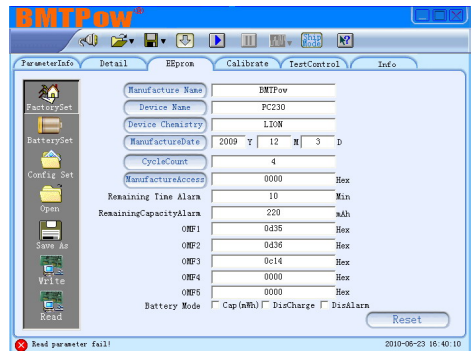 BMTPow™
Ship Mode
ParameterInfo Detail EEprom Calibrate TestControl Info
FactorySet
BatterySet
Config Set
Open
Save As
Write
Read
Manufacture Name BMTPow
Device Name PC230
Device Chemistry LION
ManufactureDate 2009 Y 12 M 3 D
CycleCount 4
ManufactureAccess 0000 Hex
Remaining Time Alarm 10 Min
RemainingCapacityAlarm 220 mAh
OMF1 0d35 Hex
OMF2 0d36 Hex
OMF3 0c14 Hex
OMF4 0000 Hex
OMF5 0000 Hex
Battery Mode Cap(mWh) DisCharge DisAlarm
Reset
Read parameter fail! 2010-06-23 16:40:10